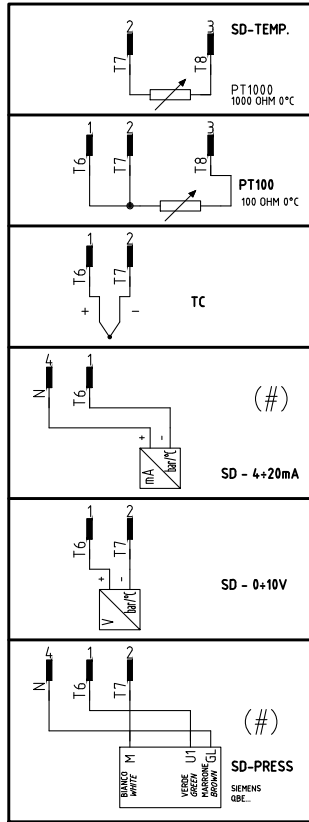 2 3 SD-TEMP.
T7 T8
PT1000
1000 OHM 0°C
1 2 3
T6 T7 T8
PT100
100 OHM 0°C
1 2
T6 T7
+ -
TC
4 1
N T6
(#)
+ -
mA bar/°C
SD - 4÷20mA
1 2
T6 T7
+ -
V bar/°C
SD - 0÷10V
4 1 2
N T6 T7
(#)
M U1 GL
BIANCO
WHITE
VERDE
GREEN
MARRONE
BROWN
SD-PRESS
SIEMENS
QBE...